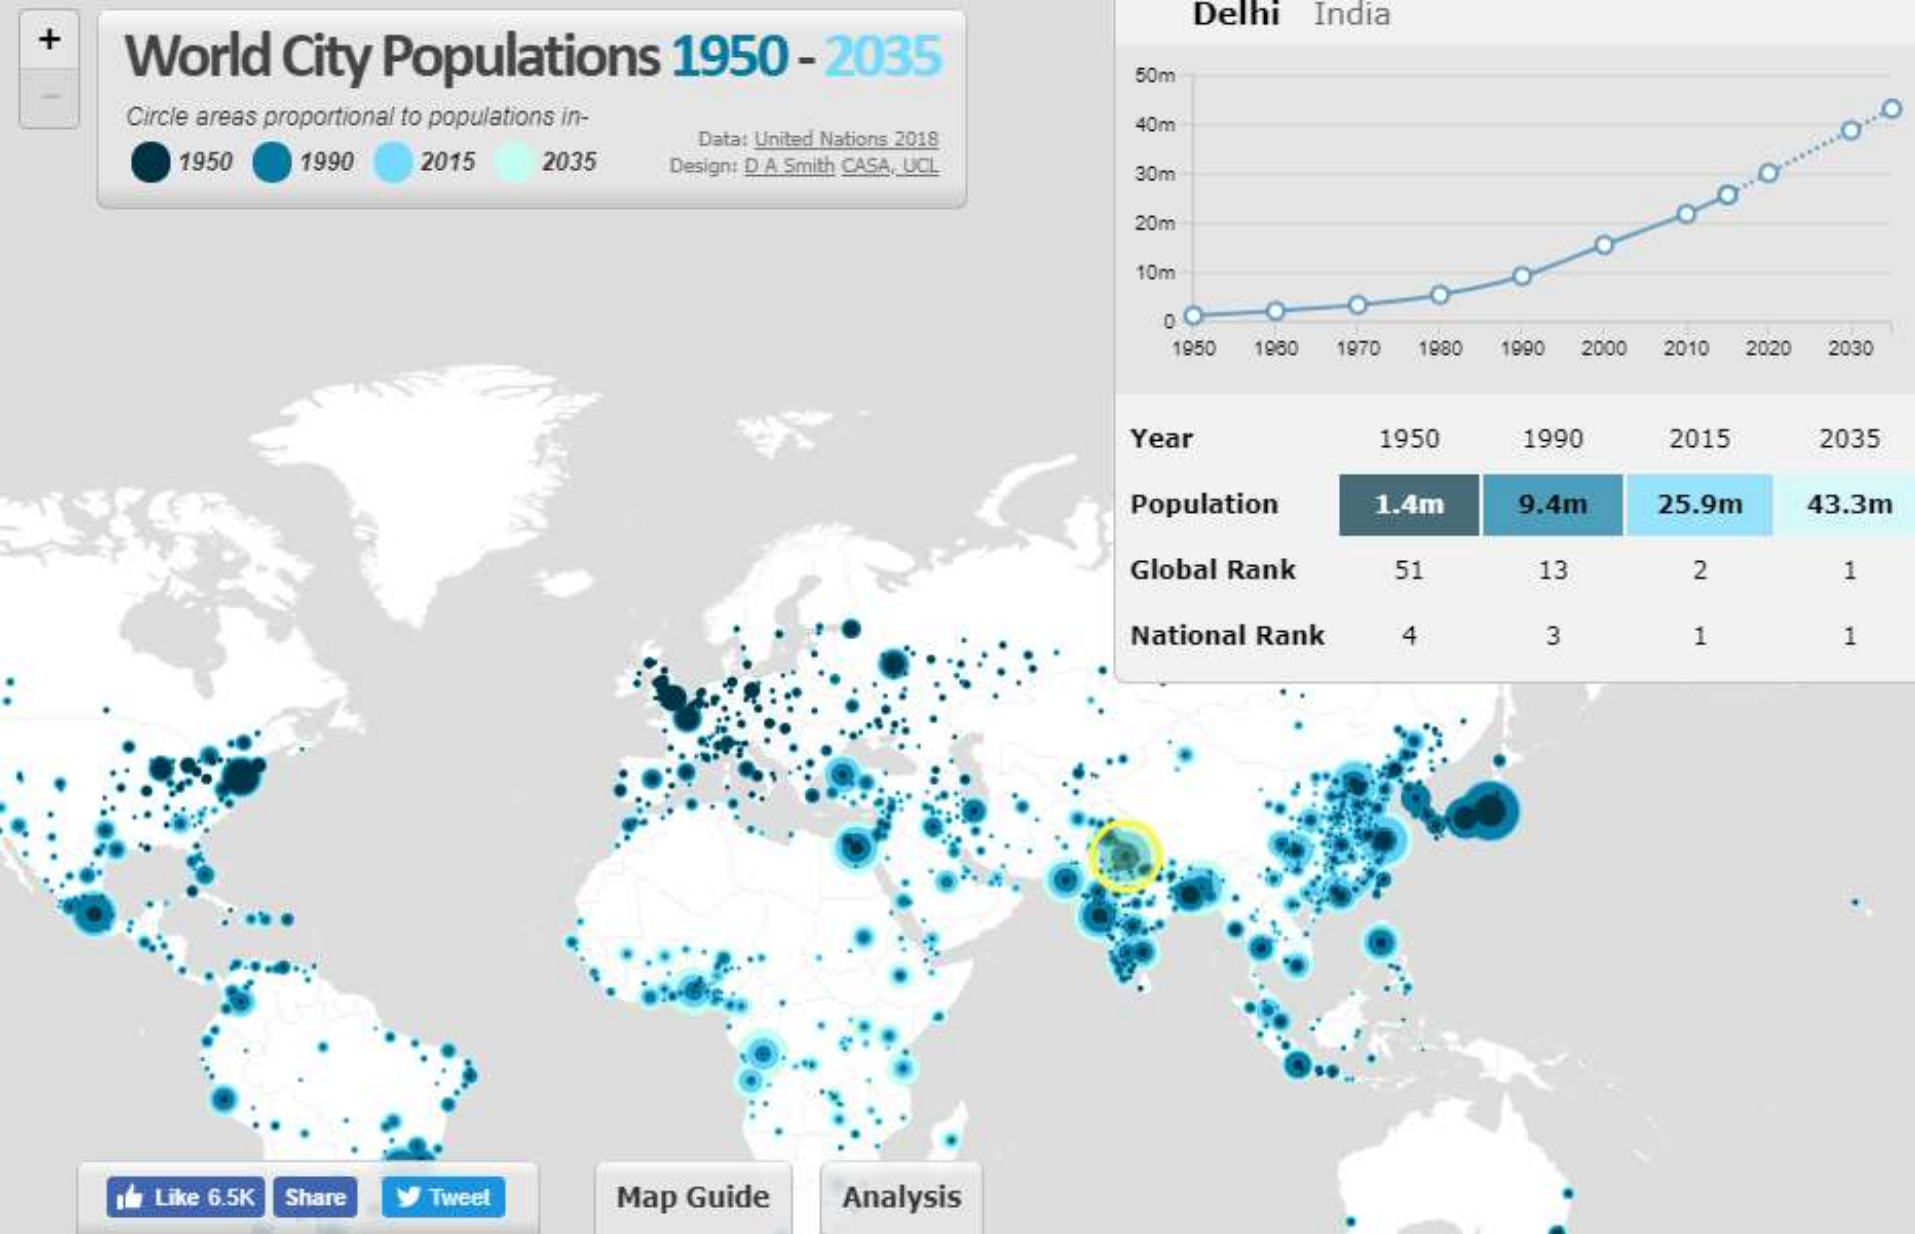 +
−
World City Populations 1950 - 2035
Circle areas proportional to populations in-
1950 1990 2015 2035
Data: United Nations 2018
Design: D A Smith CASA, UCL
Delhi India
50m
40m
30m
20m
10m
0
1950 1960 1970 1980 1990 2000 2010 2020 2030
Year 1950 1990 2015 2035
Population 1.4m 9.4m 25.9m 43.3m
Global Rank 51 13 2 1
National Rank 4 3 1 1
Like 6.5K Share Tweet
Map Guide
Analysis